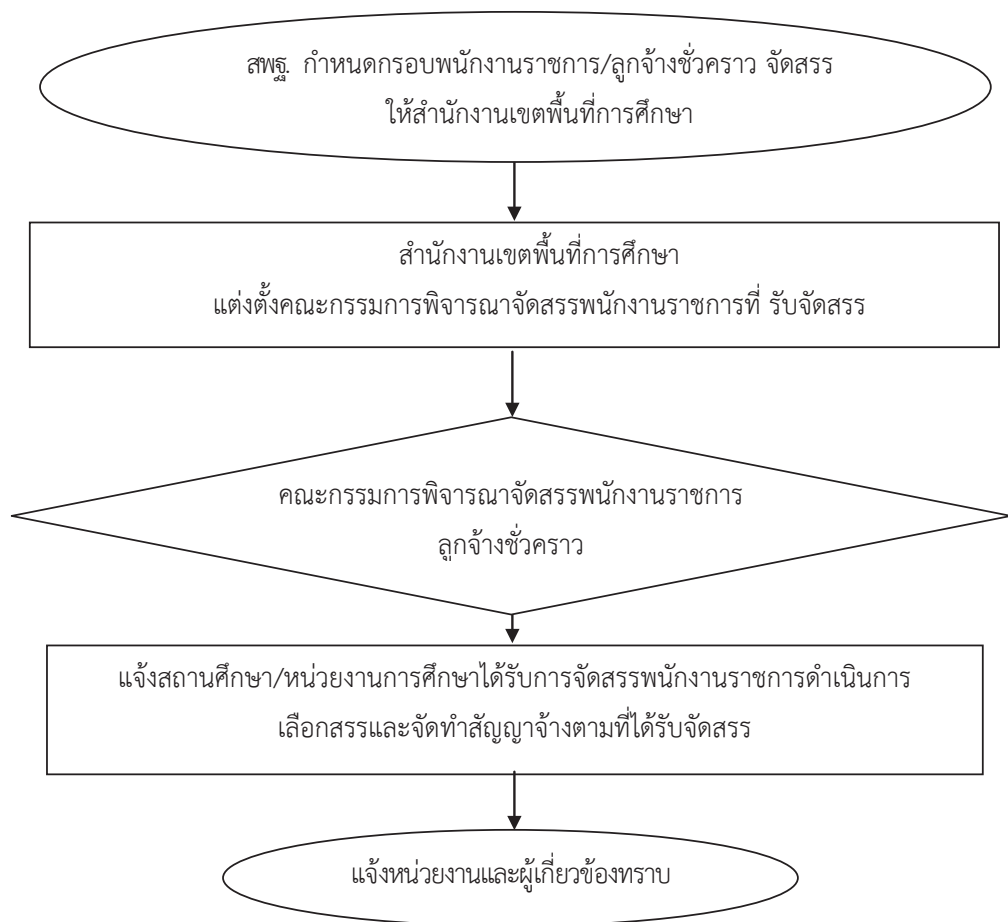 สพฐ. กำหนดกรอบพนักงานราชการ/ลูกจ้างชั่วคราว จัดสรร
ให้สำนักงานเขตพื้นที่การศึกษา
สำนักงานเขตพื้นที่การศึกษา
แต่งตั้งคณะกรรมการพิจารณาจัดสรรพนักงานราชการที่ รับจัดสรร
คณะกรรมการพิจารณาจัดสรรพนักงานราชการ
ลูกจ้างชั่วคราว
แจ้งสถานศึกษา/หน่วยงานการศึกษาได้รับการจัดสรรพนักงานราชการดำเนินการ
เลือกสรรและจัดทำสัญญาจ้างตามที่ได้รับจัดสรร
แจ้งหน่วยงานและผู้เกี่ยวข้องทราบ